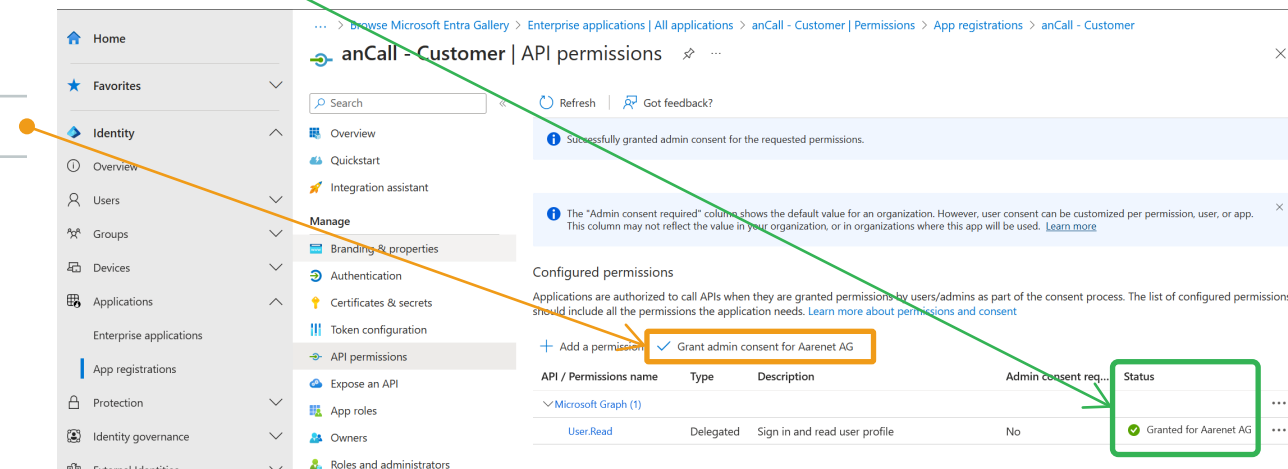 Home
Favorites
Identity
Overview
Users
Groups
Devices
Applications
Enterprise applications
App registrations
Protection
Identity governance
External Identities
... > Browse Microsoft Entra Gallery > Enterprise applications | All applications > anCall - Customer | Permissions > App registrations > anCall - Customer
anCall - Customer | API permissions
Search
Overview
Quickstart
Integration assistant
Manage
Branding & properties
Authentication
Certificates & secrets
Token configuration
API permissions
Expose an API
App roles
Owners
Roles and administrators
Refresh | Got feedback?
Successfully granted admin consent for the requested permissions.
The "Admin consent required" column shows the default value for an organization. However, user consent can be customized per permission, user, or app.
This column may not reflect the value in your organization, or in organizations where this app will be used. Learn more
Configured permissions
Applications are authorized to call APIs when they are granted permissions by users/admins as part of the consent process. The list of configured permissions
should include all the permissions the application needs. Learn more about permissions and consent
Add a permission Grant admin consent for Aarenet AG
API / Permissions name Type Description Admin consent req... Status
Microsoft Graph (1)
User.Read Delegated Sign in and read user profile No Granted for Aarenet AG